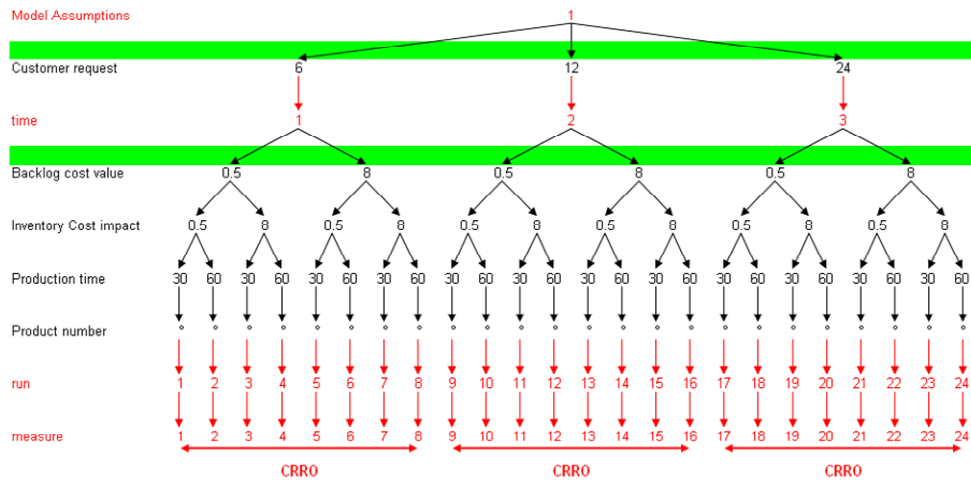 Model Assumptions 1
Customer request 6 12 24
time 1 2 3
Backlog cost value 0.5 8 0.5 8 0.5 8
Inventory Cost impact 0.5 8 0.5 8 0.5 8 0.5 8 0.5 8 0.5 8
Production time 30 60 30 60 30 60 30 60 30 60 30 60 30 60 30 60 30 60 30 60 30 60 30 60
Product number
run 1 2 3 4 5 6 7 8 9 10 11 12 13 14 15 16 17 18 19 20 21 22 23 24
measure 1 2 3 4 5 6 7 8 9 10 11 12 13 14 15 16 17 18 19 20 21 22 23 24
CRRO CRRO CRRO